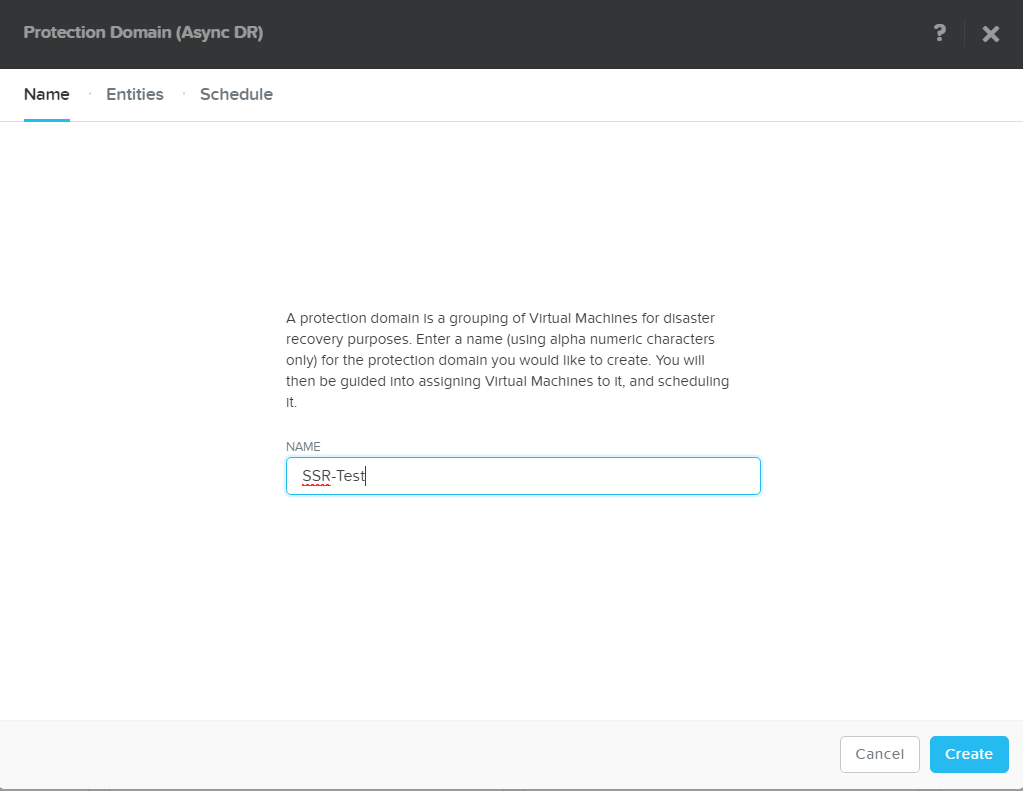 Protection Domain (Async DR)
?
Name · Entities · Schedule
A protection domain is a grouping of Virtual Machines for disaster
recovery purposes. Enter a name (using alpha numeric characters
only) for the protection domain you would like to create. You will
then be guided into assigning Virtual Machines to it, and scheduling
it.
NAME
SSR-Test
Cancel Create